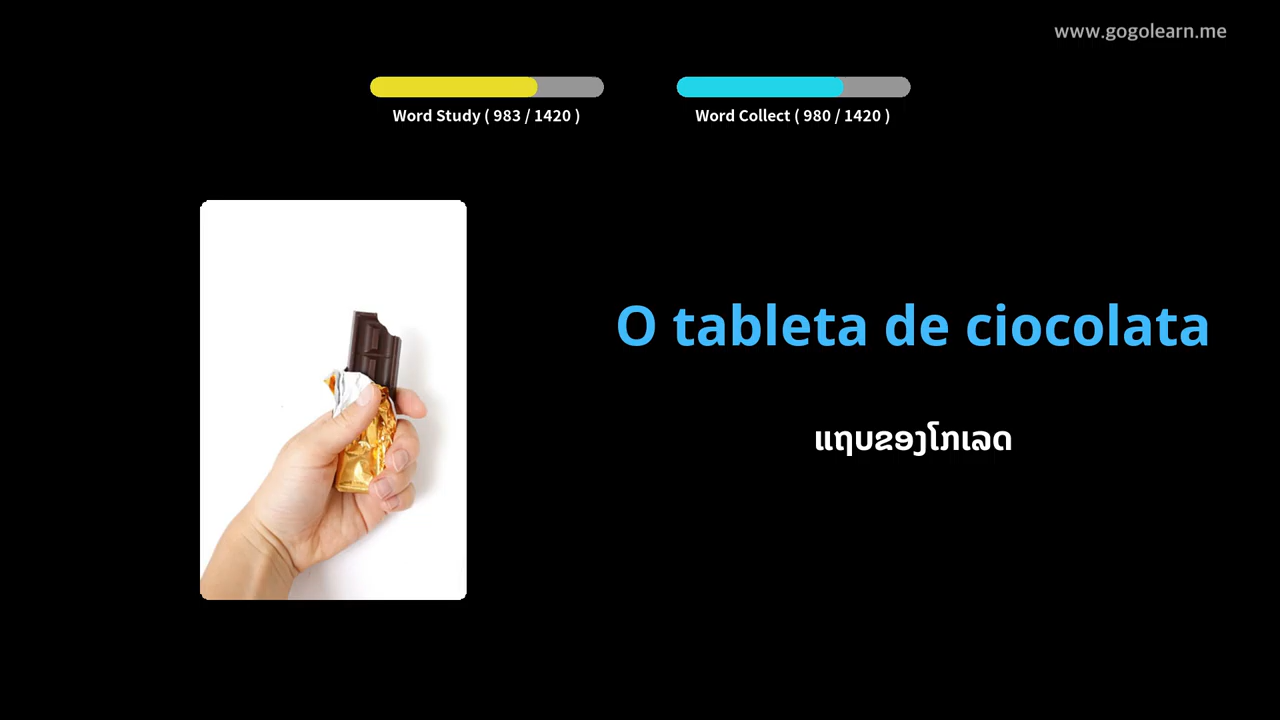 www.gogolearn.me
Word Study ( 983 / 1420 )
Word Collect ( 980 / 1420 )
O tableta de ciocolata
ແຖບຂອງໂກເລດ